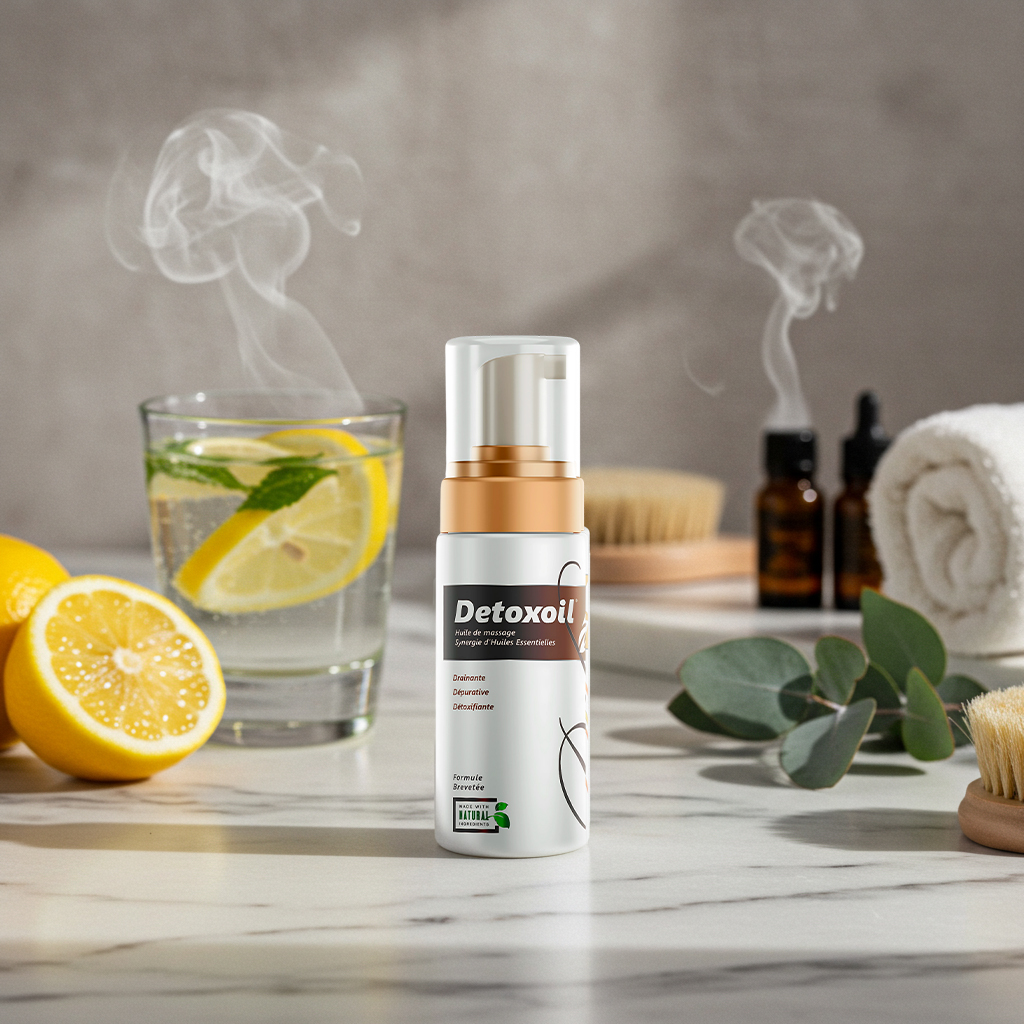 Detoxoil
Huile de massage
Synergie d'Huiles Essentielles
Drainante
Dépurative
Détoxifiante
Formule
Brevetée
MADE WITH
NATURAL
INGREDIENTS